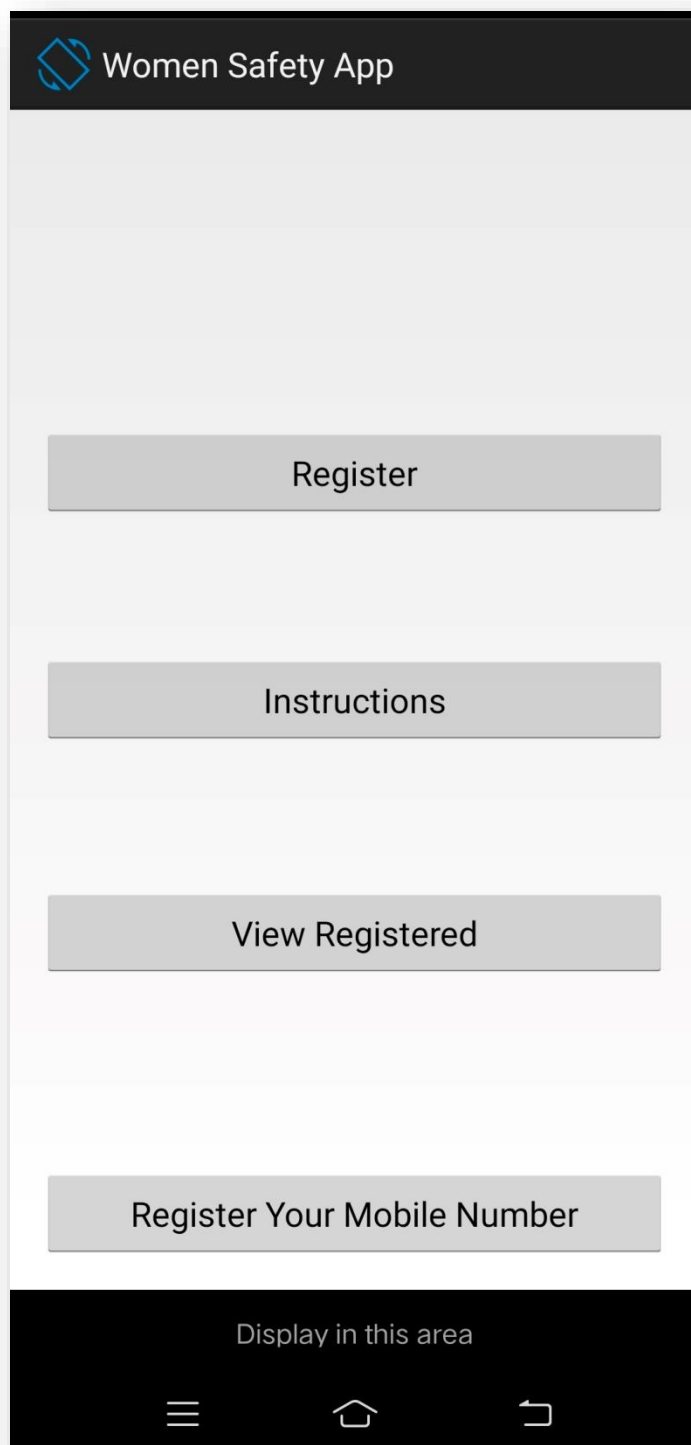 Women Safety App
Register
Instructions
View Registered
Register Your Mobile Number
Display in this area